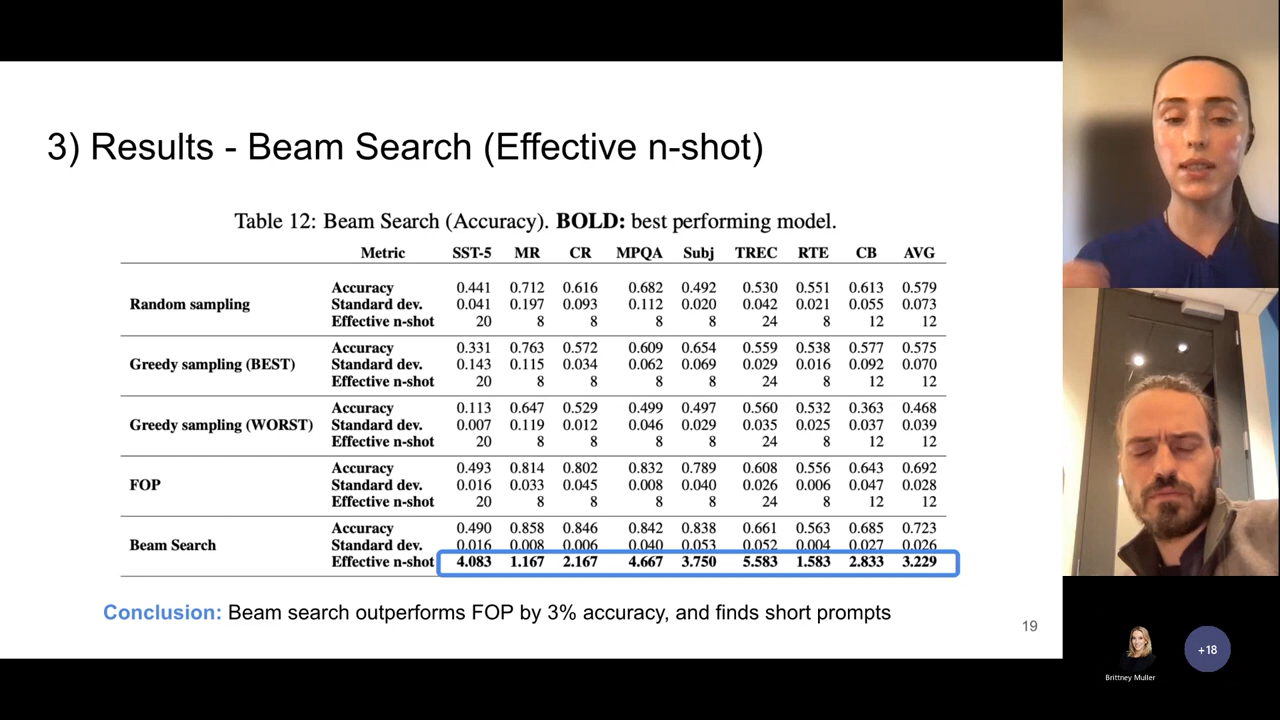 3) Results - Beam Search (Effective n-shot)
Table 12: Beam Search (Accuracy). BOLD: best performing model.
Metric SST-5 MR CR MPQA Subj TREC RTE CB AVG
Accuracy 0.441 0.712 0.616 0.682 0.492 0.530 0.551 0.613 0.579
Random sampling Standard dev. 0.041 0.197 0.093 0.112 0.020 0.042 0.021 0.055 0.073
Effective n-shot 20 8 8 8 8 24 8 12 12
Accuracy 0.331 0.763 0.572 0.609 0.654 0.559 0.538 0.577 0.575
Greedy sampling (BEST) Standard dev. 0.143 0.115 0.034 0.062 0.069 0.029 0.016 0.092 0.070
Effective n-shot 20 8 8 8 8 24 8 12 12
Accuracy 0.113 0.647 0.529 0.499 0.497 0.560 0.532 0.363 0.468
Greedy sampling (WORST) Standard dev. 0.007 0.119 0.012 0.046 0.029 0.035 0.025 0.037 0.039
Effective n-shot 20 8 8 8 8 24 8 12 12
Accuracy 0.493 0.814 0.802 0.832 0.789 0.608 0.556 0.643 0.692
FOP Standard dev. 0.016 0.033 0.045 0.008 0.040 0.026 0.006 0.047 0.028
Effective n-shot 20 8 8 8 8 24 8 12 12
Accuracy 0.490 0.858 0.846 0.842 0.838 0.661 0.563 0.685 0.723
Beam Search Standard dev. 0.016 0.008 0.006 0.040 0.053 0.052 0.004 0.027 0.026
Effective n-shot 4.083 1.167 2.167 4.667 3.750 5.583 1.583 2.833 3.229
Conclusion: Beam search outperforms FOP by 3% accuracy, and finds short prompts
19
+18
Brittney Muller